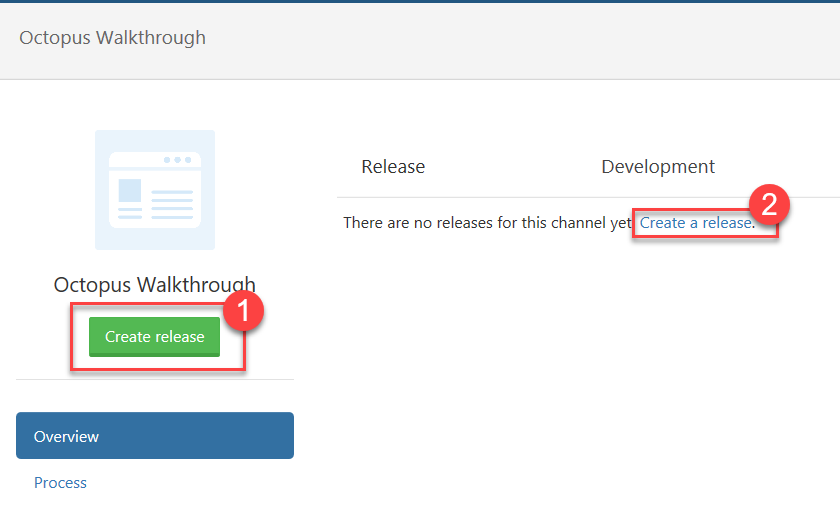 Octopus Walkthrough
Release Development
There are no releases for this channel yet Create a release.
2
Octopus Walkthrough
1
Create release
Overview
Process